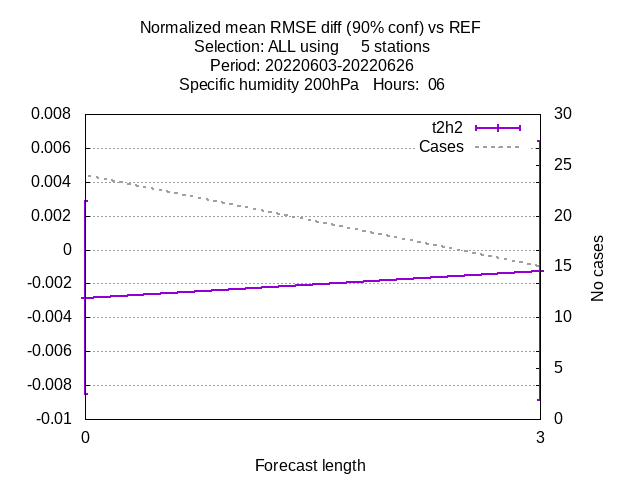 Normalized mean RMSE diff (90% conf) vs REF
Selection: ALL using     5 stations
Period: 20220603-20220626
Specific humidity 200hPa   Hours:  06
t2h2
Cases
0.008
0.006
0.004
0.002
0
-0.002
-0.004
-0.006
-0.008
-0.01
30
25
20
15
10
5
0
No cases
0
3
Forecast length